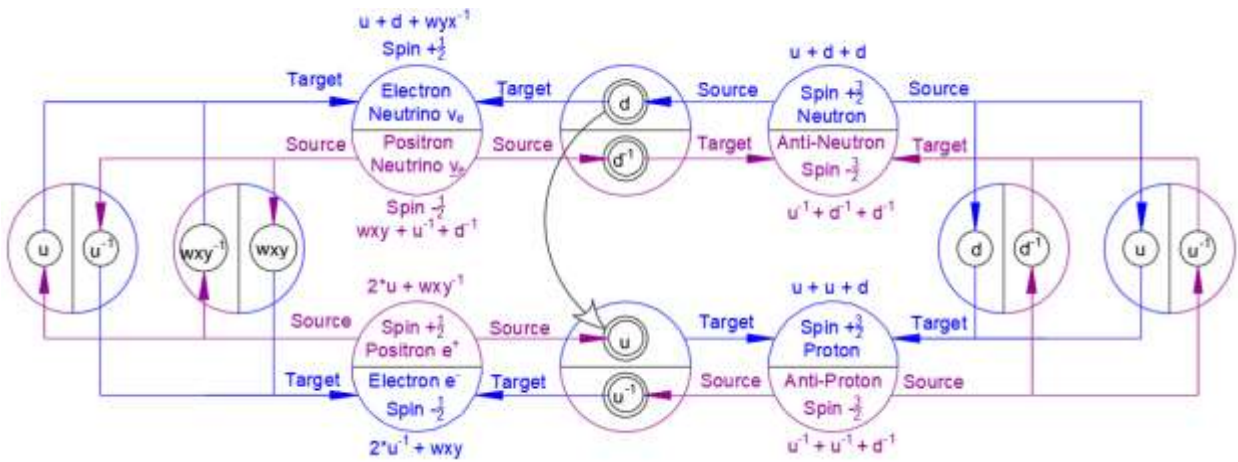 u + d + wyx⁻¹
Spin +½
Target
Electron
Neutrino νₑ
Target
d
Source
u + d + d
Spin +3/2
Neutron
Source
Source
Positron
Neutrino νₑ
Source
d⁻¹
Target
Anti-Neutron
Spin -3/2
Target
Spin -½
wxy + u⁻¹ + d⁻¹
u⁻¹ + d⁻¹ + d⁻¹
u
u⁻¹
wxy⁻¹
wxy
d
d⁻¹
u
u⁻¹
2*u + wxy⁻¹
Source
Spin +½
Positron e⁺
Source
u
Target
u + u + d
Spin +3/2
Proton
Target
Target
Electron e⁻
Spin -½
Target
u⁻¹
Source
Anti-Proton
Spin -3/2
Source
2*u⁻¹ + wxy
u⁻¹ + u⁻¹ + d⁻¹